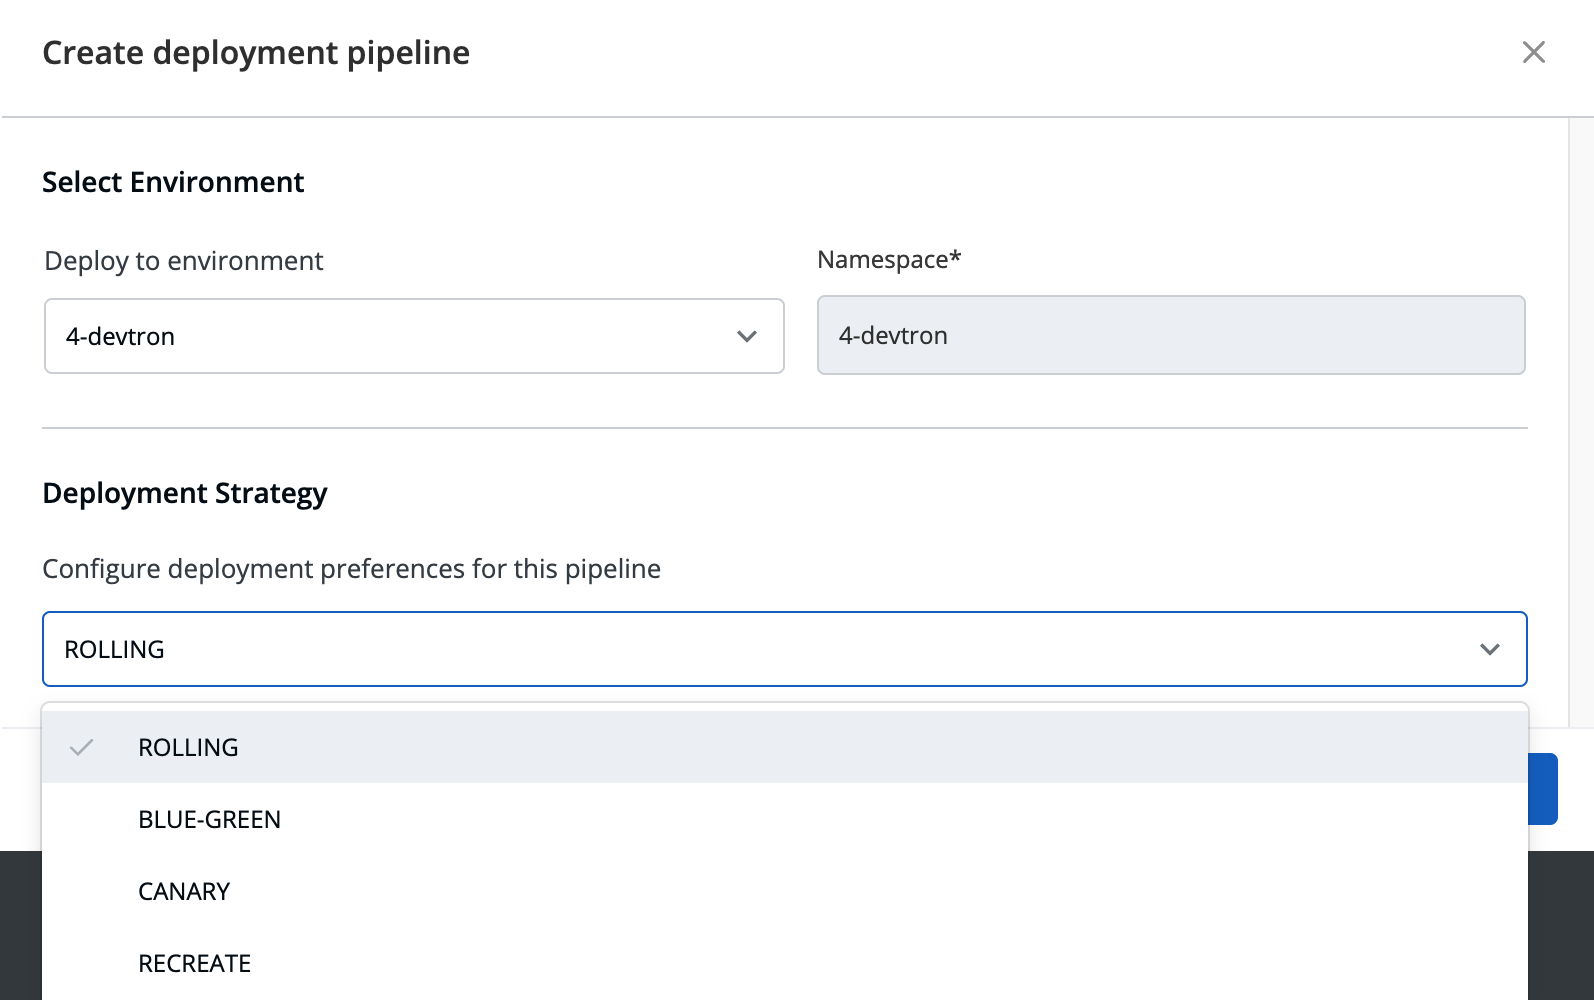 Create deployment pipeline
Select Environment
Deploy to environment
Namespace*
4-devtron
4-devtron
Deployment Strategy
Configure deployment preferences for this pipeline
ROLLING
ROLLING
BLUE-GREEN
CANARY
RECREATE